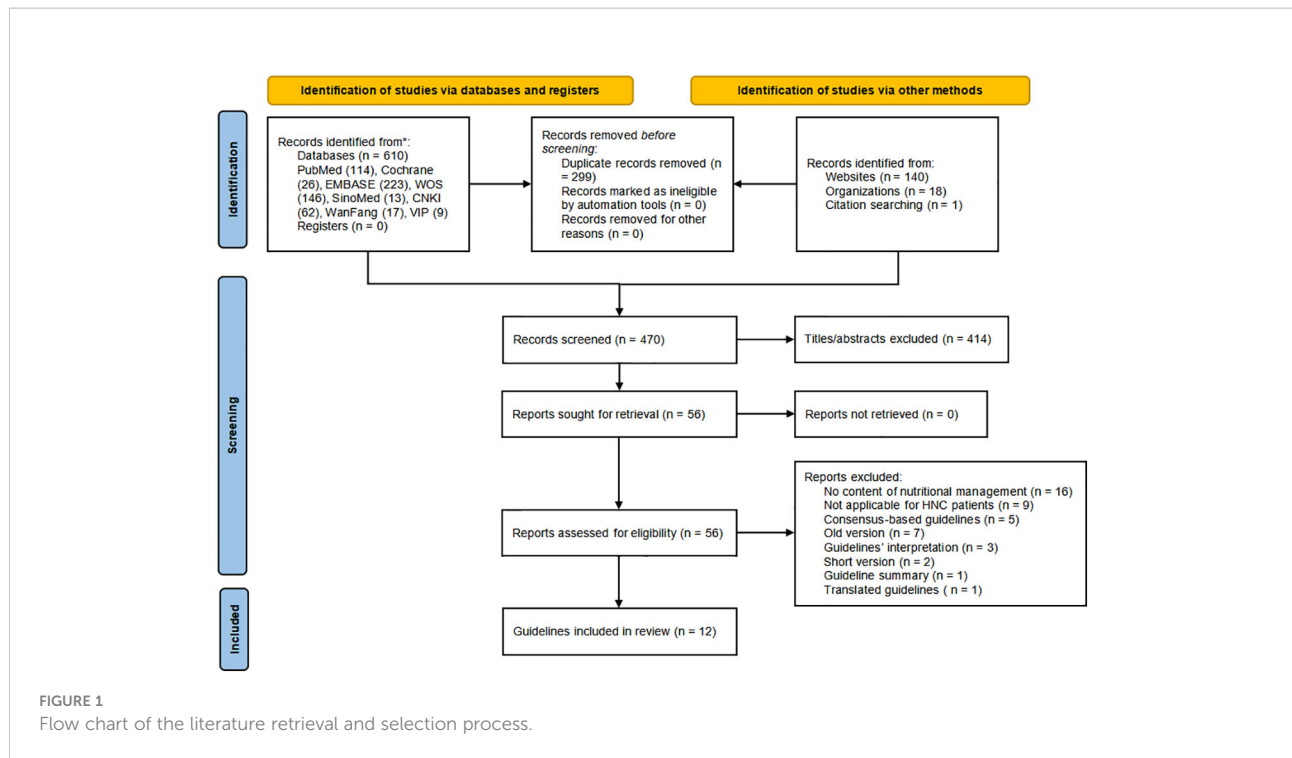 Identification of studies via databases and registers
Identification of studies via other methods
Identification
Records identified from*:
Databases (n = 610)
PubMed (114), Cochrane
(26), EMBASE (223), WOS
(146), SinoMed (13), CNKI
(62), WanFang (17), VIP (9)
Registers (n = 0)
Records removed before
screening:
Duplicate records removed (n
= 299)
Records marked as ineligible
by automation tools (n = 0)
Records removed for other
reasons (n = 0)
Records identified from:
Websites (n = 140)
Organizations (n = 18)
Citation searching (n = 1)
Screening
Records screened (n = 470)
Titles/abstracts excluded (n = 414)
Reports sought for retrieval (n = 56)
Reports not retrieved (n = 0)
Reports assessed for eligibility (n = 56)
Reports excluded:
No content of nutritional management (n = 16)
Not applicable for HNC patients (n = 9)
Consensus-based guidelines (n = 5)
Old version (n = 7)
Guidelines' interpretation (n = 3)
Short version (n = 2)
Guideline summary (n = 1)
Translated guidelines ( n = 1)
Included
Guidelines included in review (n = 12)
FIGURE 1
Flow chart of the literature retrieval and selection process.